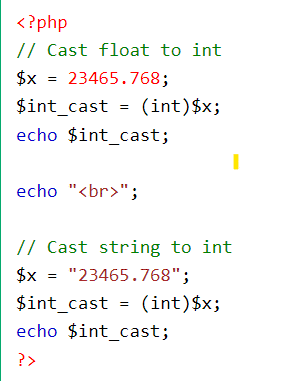 <?php
// Cast float to int
$x = 23465.768;
$int_cast = (int)$x;
echo $int_cast;
echo "<br>";
// Cast string to int
$x = "23465.768";
$int_cast = (int)$x;
echo $int_cast;
?>